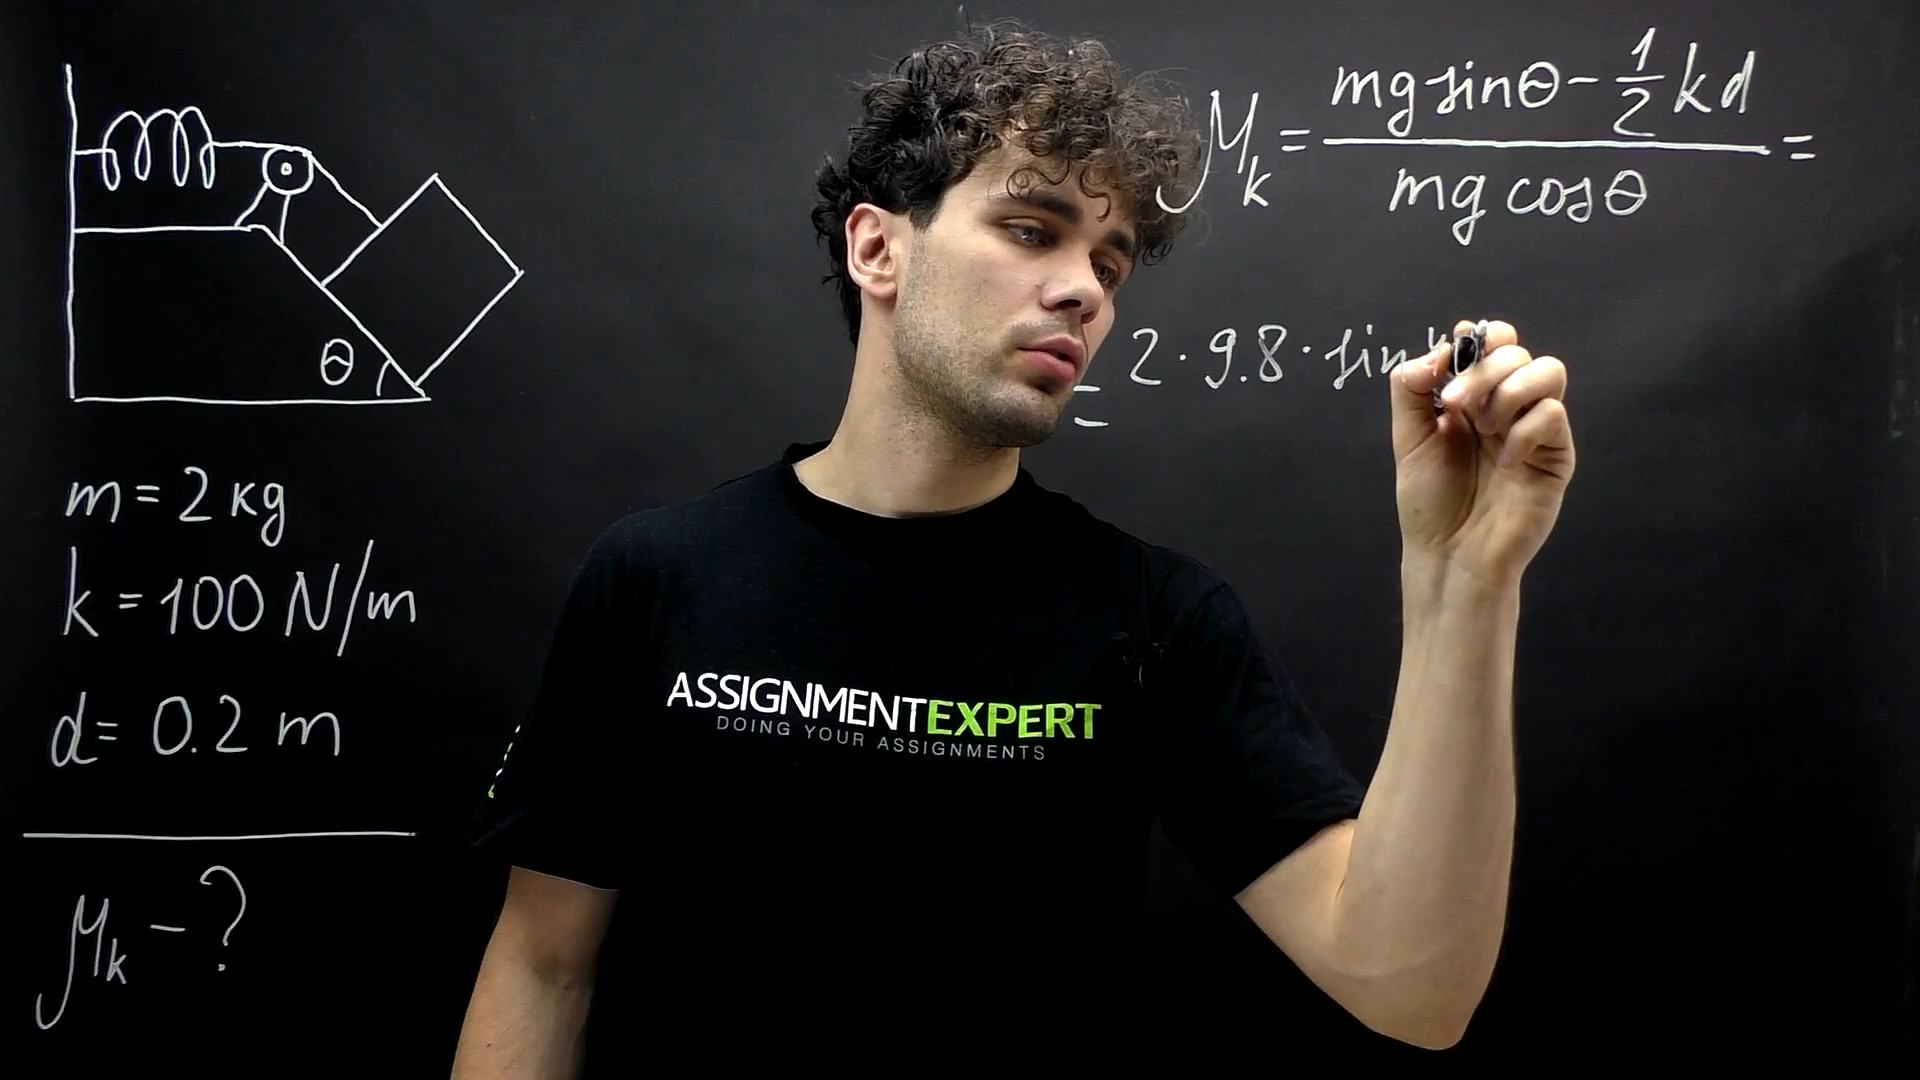 θ
m = 2 кg
k = 100 N/m
d = 0.2 m
μk - ?
μk = (mg sinθ - 1/2 kd) / (mg cosθ) =
= 2 · 9.8 · sin
ASSIGNMENTEXPERT
DOING YOUR ASSIGNMENTS